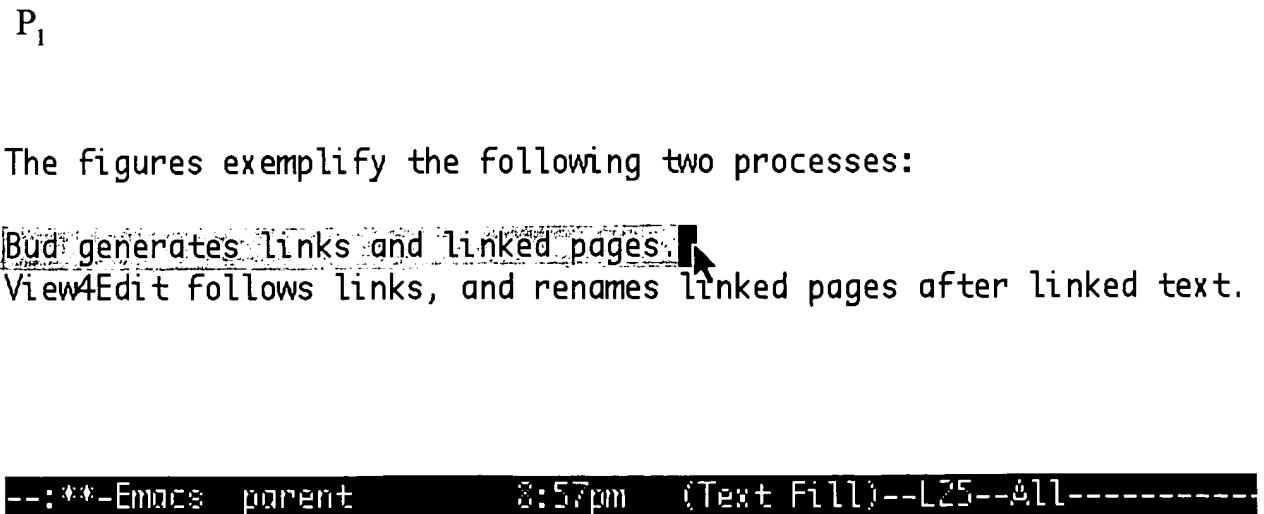 P₁
The figures exemplify the following two processes:
Bud generates links and linked pages.
View4Edit follows links, and renames linked pages after linked text.
--:**-Emacs parent 8:57pm (Text Fill)--L25--All-----------